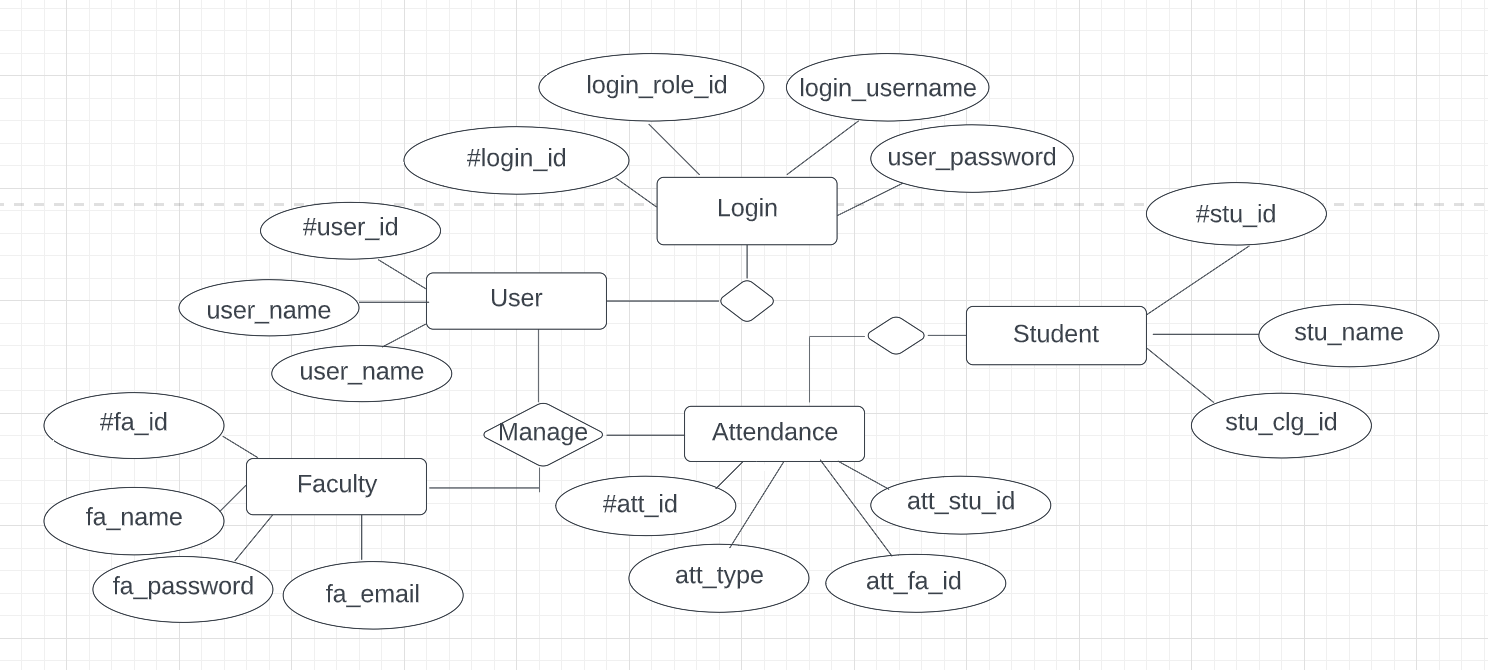 login_role_id
login_username
#login_id
user_password
Login
#stu_id
#user_id
User
user_name
Student
stu_name
user_name
#fa_id
Manage
Attendance
stu_clg_id
Faculty
fa_name
#att_id
att_stu_id
att_type
att_fa_id
fa_password
fa_email